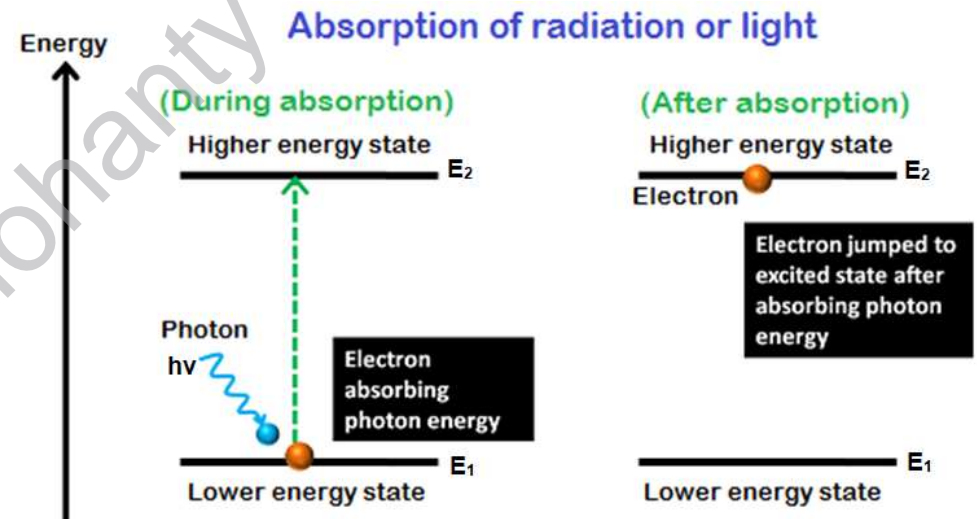 Absorption of radiation or light
Energy
(During absorption)
Higher energy state
E₂
Photon
hv
Electron
absorbing
photon energy
E₁
Lower energy state
(After absorption)
Higher energy state
E₂
Electron
Electron jumped to
excited state after
absorbing photon
energy
E₁
Lower energy state
ohanty